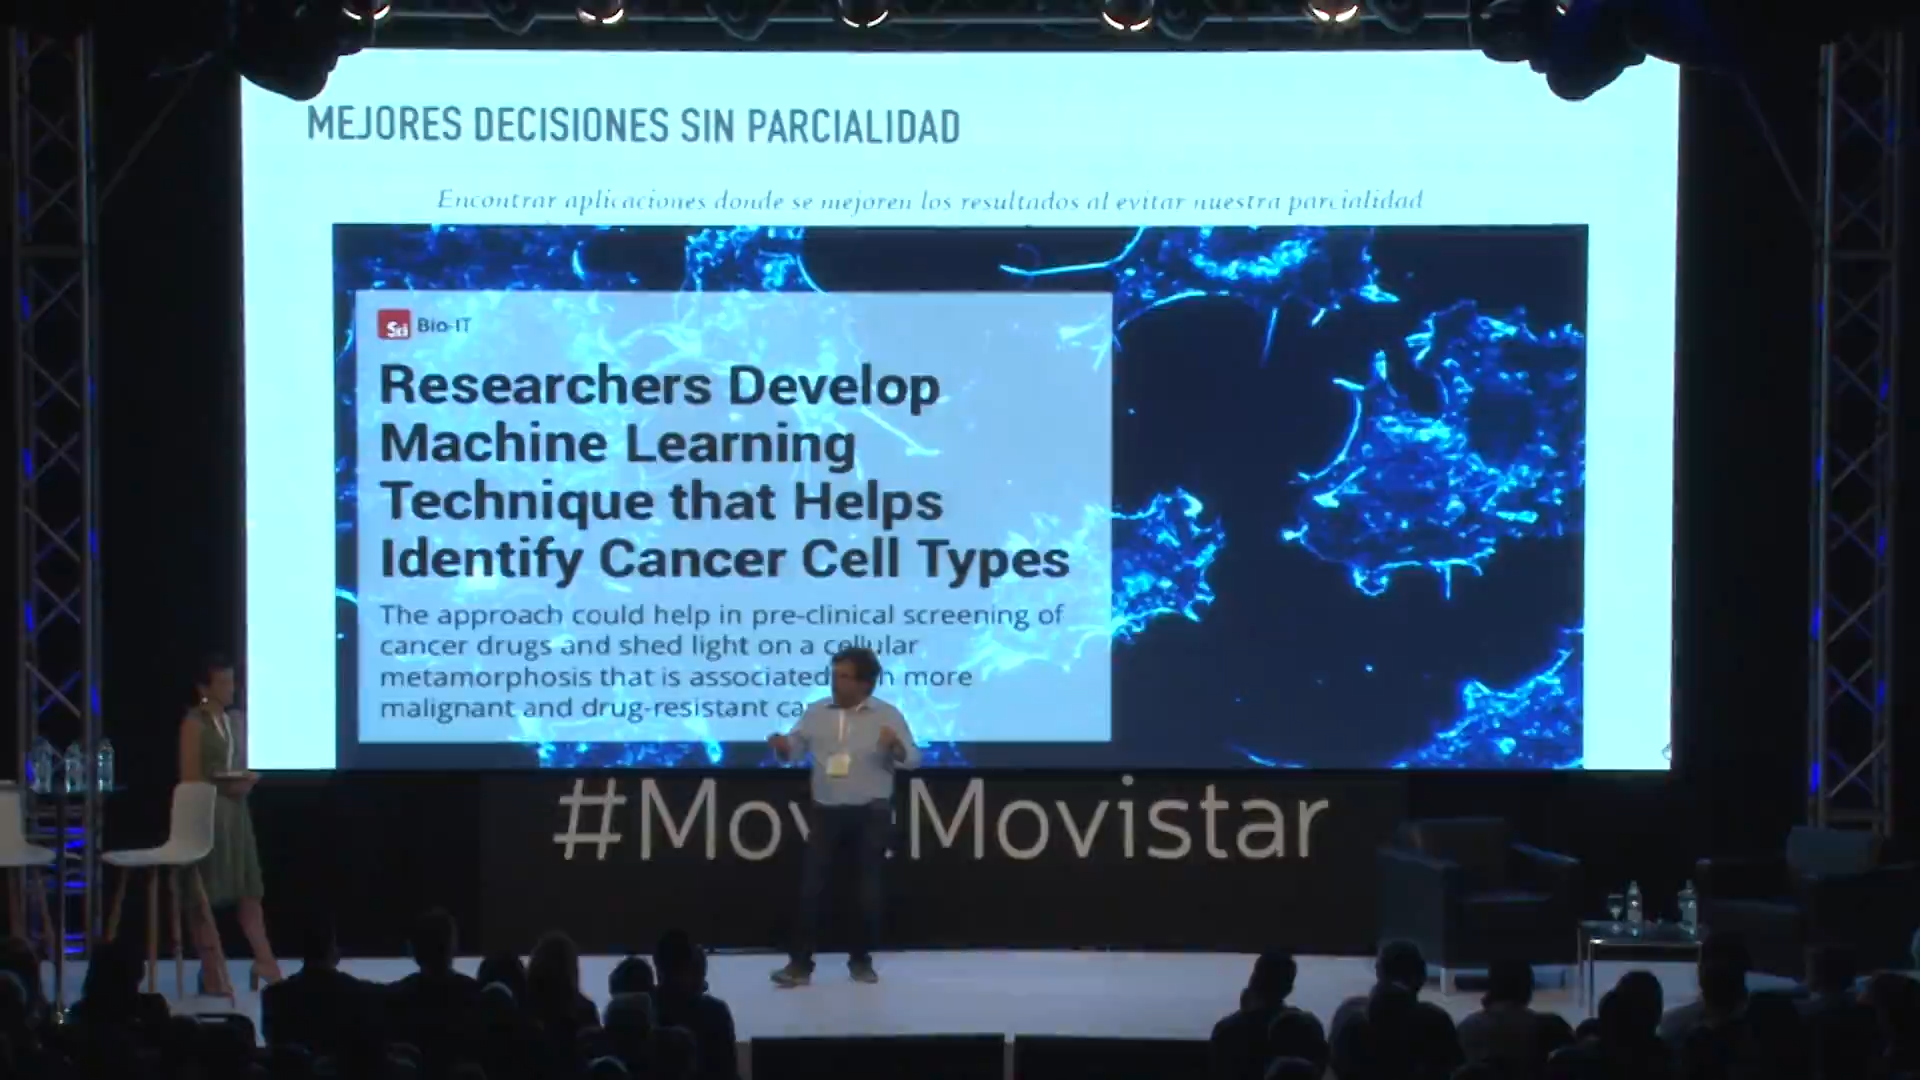 MEJORES DECISIONES SIN PARCIALIDAD
Encontrar aplicaciones donde se mejoren los resultados al evitar nuestra parcialidad
Sci Bio-IT
Researchers Develop
Machine Learning
Technique that Helps
Identify Cancer Cell Types
The approach could help in pre-clinical screening of
cancer drugs and shed light on a cellular
metamorphosis that is associated more
malignant and drug-resistant
#Mov Movistar